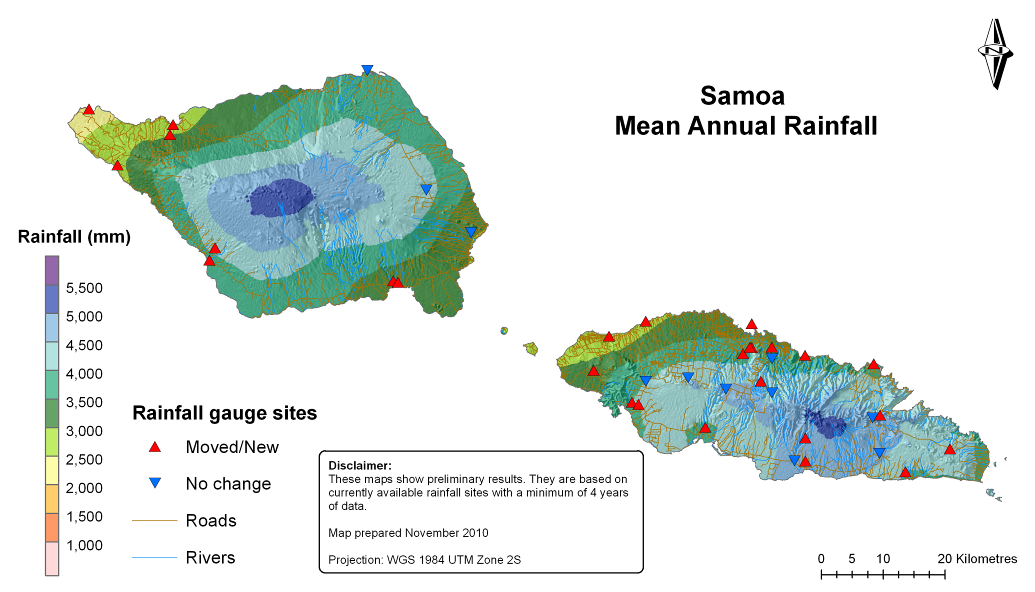 N
Samoa
Mean Annual Rainfall
Rainfall (mm)
5,500
5,000
4,500
4,000
3,500
3,000
2,500
2,000
1,500
1,000
Rainfall gauge sites
Moved/New
No change
Roads
Rivers
Disclaimer:
These maps show preliminary results. They are based on
currently available rainfall sites with a minimum of 4 years
of data.
Map prepared November 2010
Projection: WGS 1984 UTM Zone 2S
0 5 10 20 Kilometres